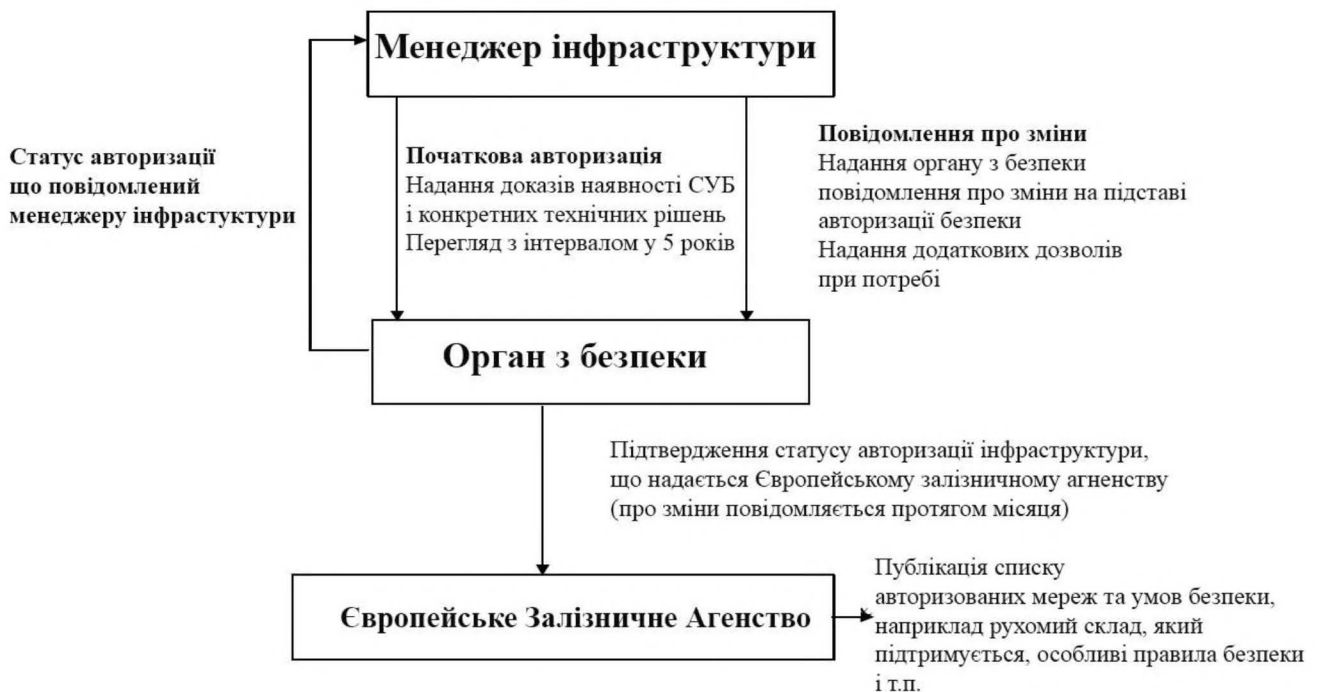 Менеджер інфраструктури
Статус авторизації
що повідомлений
менеджеру інфрастуктури
Початкова авторизація
Надання доказів наявності СУБ
і конкретних технічних рішень
Перегляд з інтервалом у 5 років
Повідомлення про зміни
Надання органу з безпеки
повідомлення про зміни на підставі
авторизації безпеки
Надання додаткових дозволів
при потребі
Орган з безпеки
Підтвердження статусу авторизації інфраструктури,
що надається Європейському залізничному агненству
(про зміни повідомляється протягом місяця)
Європейське Залізничне Агенство
Публікація списку
авторизованих мереж та умов безпеки,
наприклад рухомий склад, який
підтримується, особливі правила безпеки
і т.п.